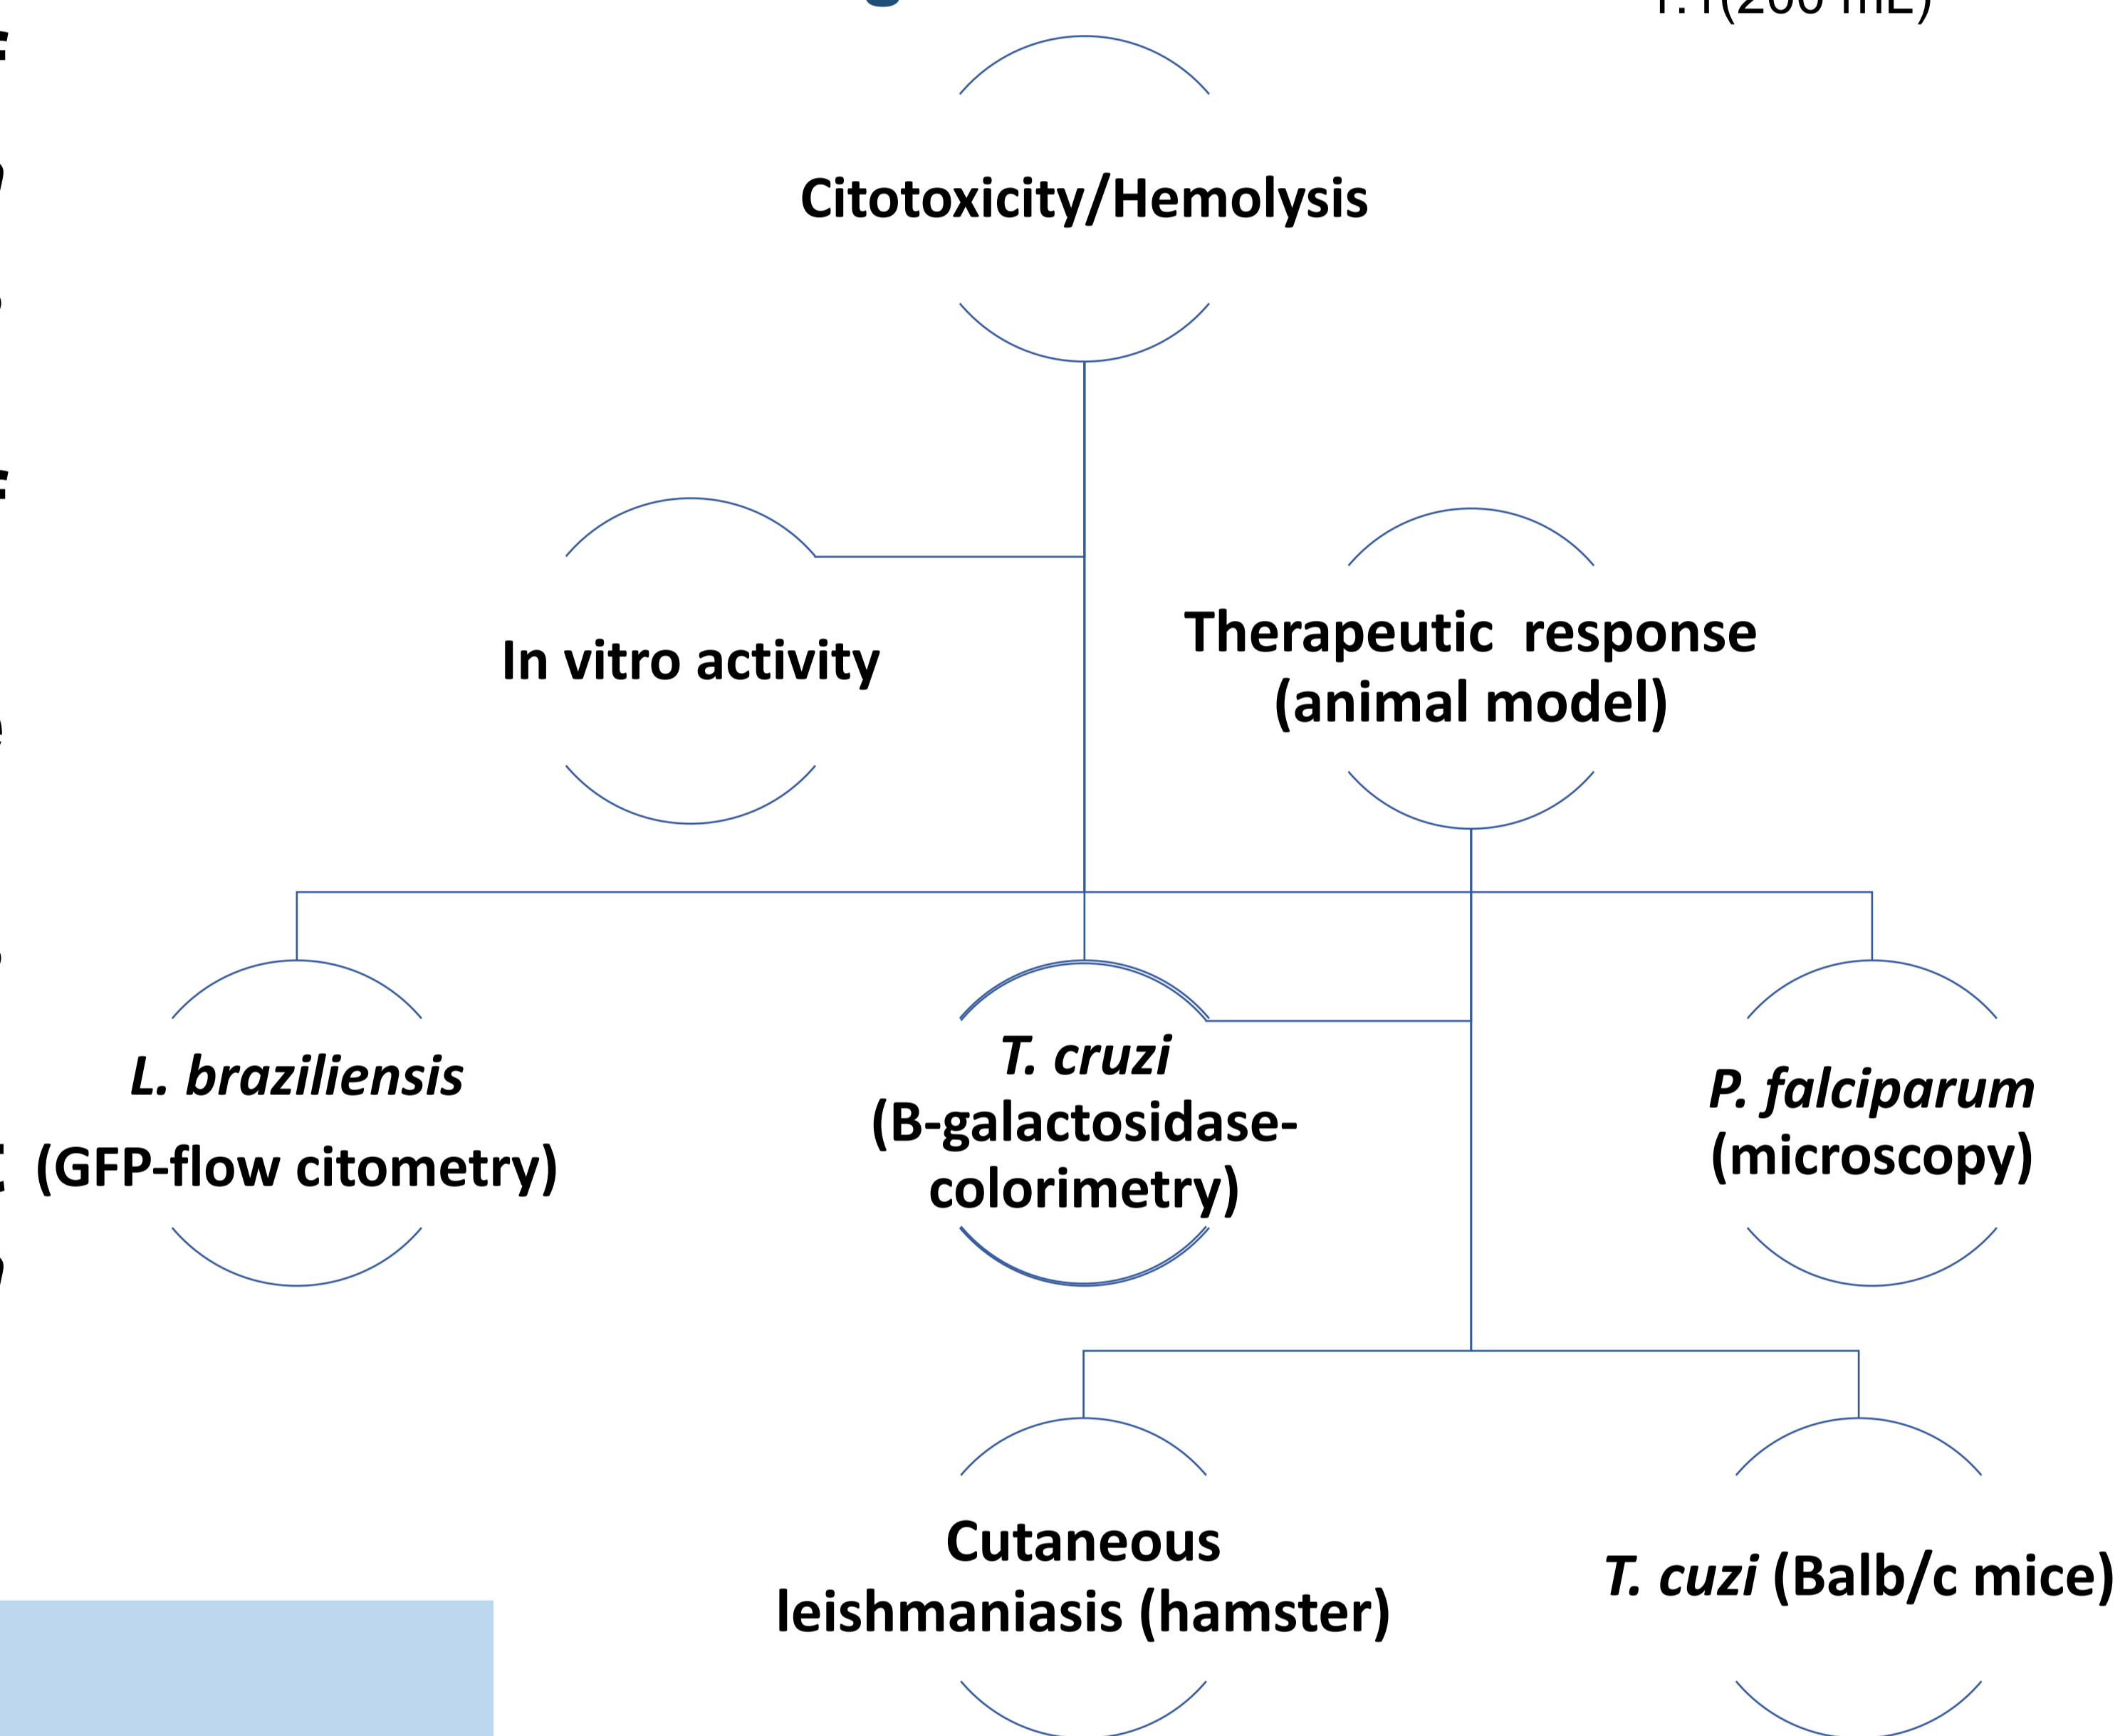 Citotoxicity/Hemolysis
In vitro activity
Therapeutic response
(animal model)
L. braziliensis
(GFP-flow citometry)
T. cruzi
(B-galactosidase-
colorimetry)
P. falciparum
(microscopy)
Cutaneous
leishmaniasis (hamster)
T. cuzi (Balb/c mice)